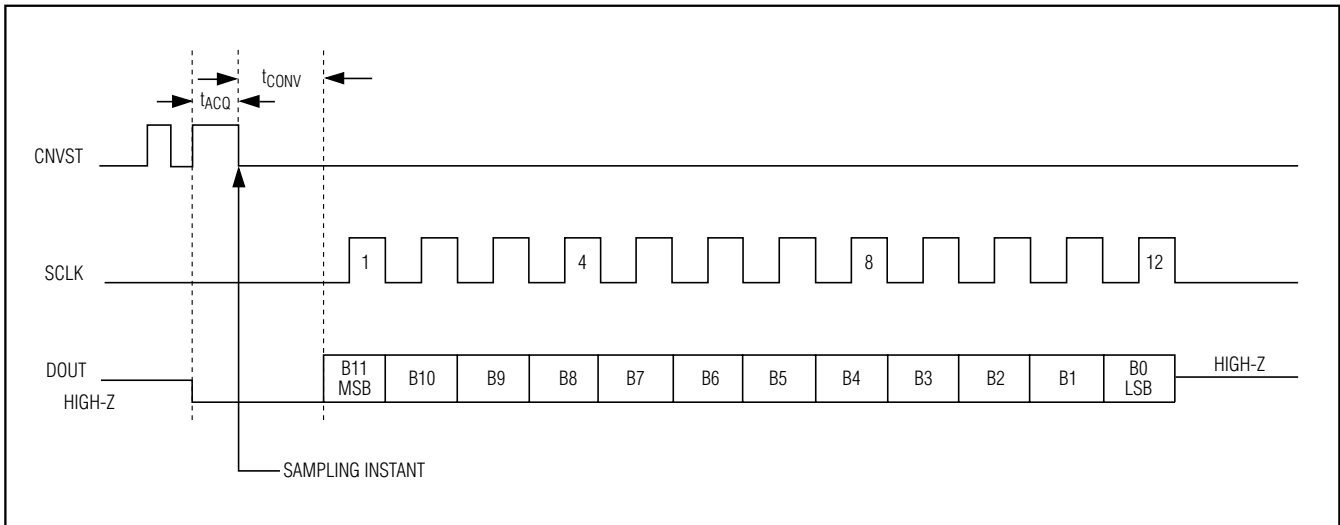 tCONV
tACQ
CNVST
SCLK
1
4
8
12
DOUT
HIGH-Z
B11
MSB
B10
B9
B8
B7
B6
B5
B4
B3
B2
B1
B0
LSB
HIGH-Z
SAMPLING INSTANT